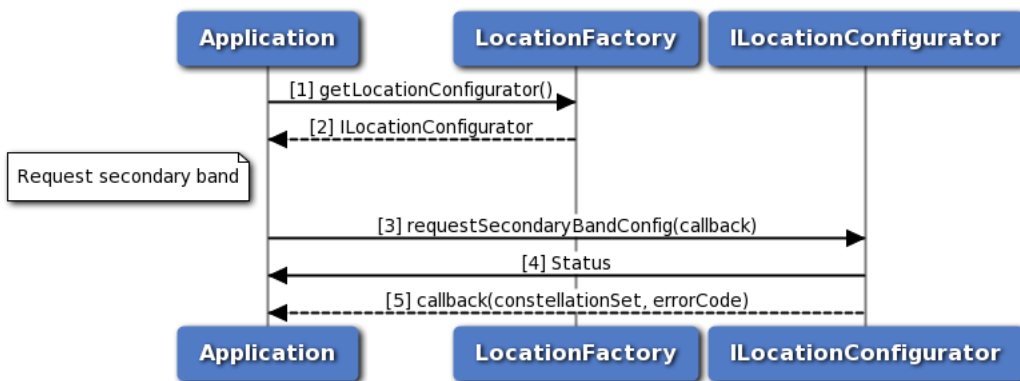 Application
LocationFactory
ILocationConfigurator
[1] getLocationConfigurator()
[2] ILocationConfigurator
Request secondary band
[3] requestSecondaryBandConfig(callback)
[4] Status
[5] callback(constellationSet, errorCode)
Application
LocationFactory
ILocationConfigurator